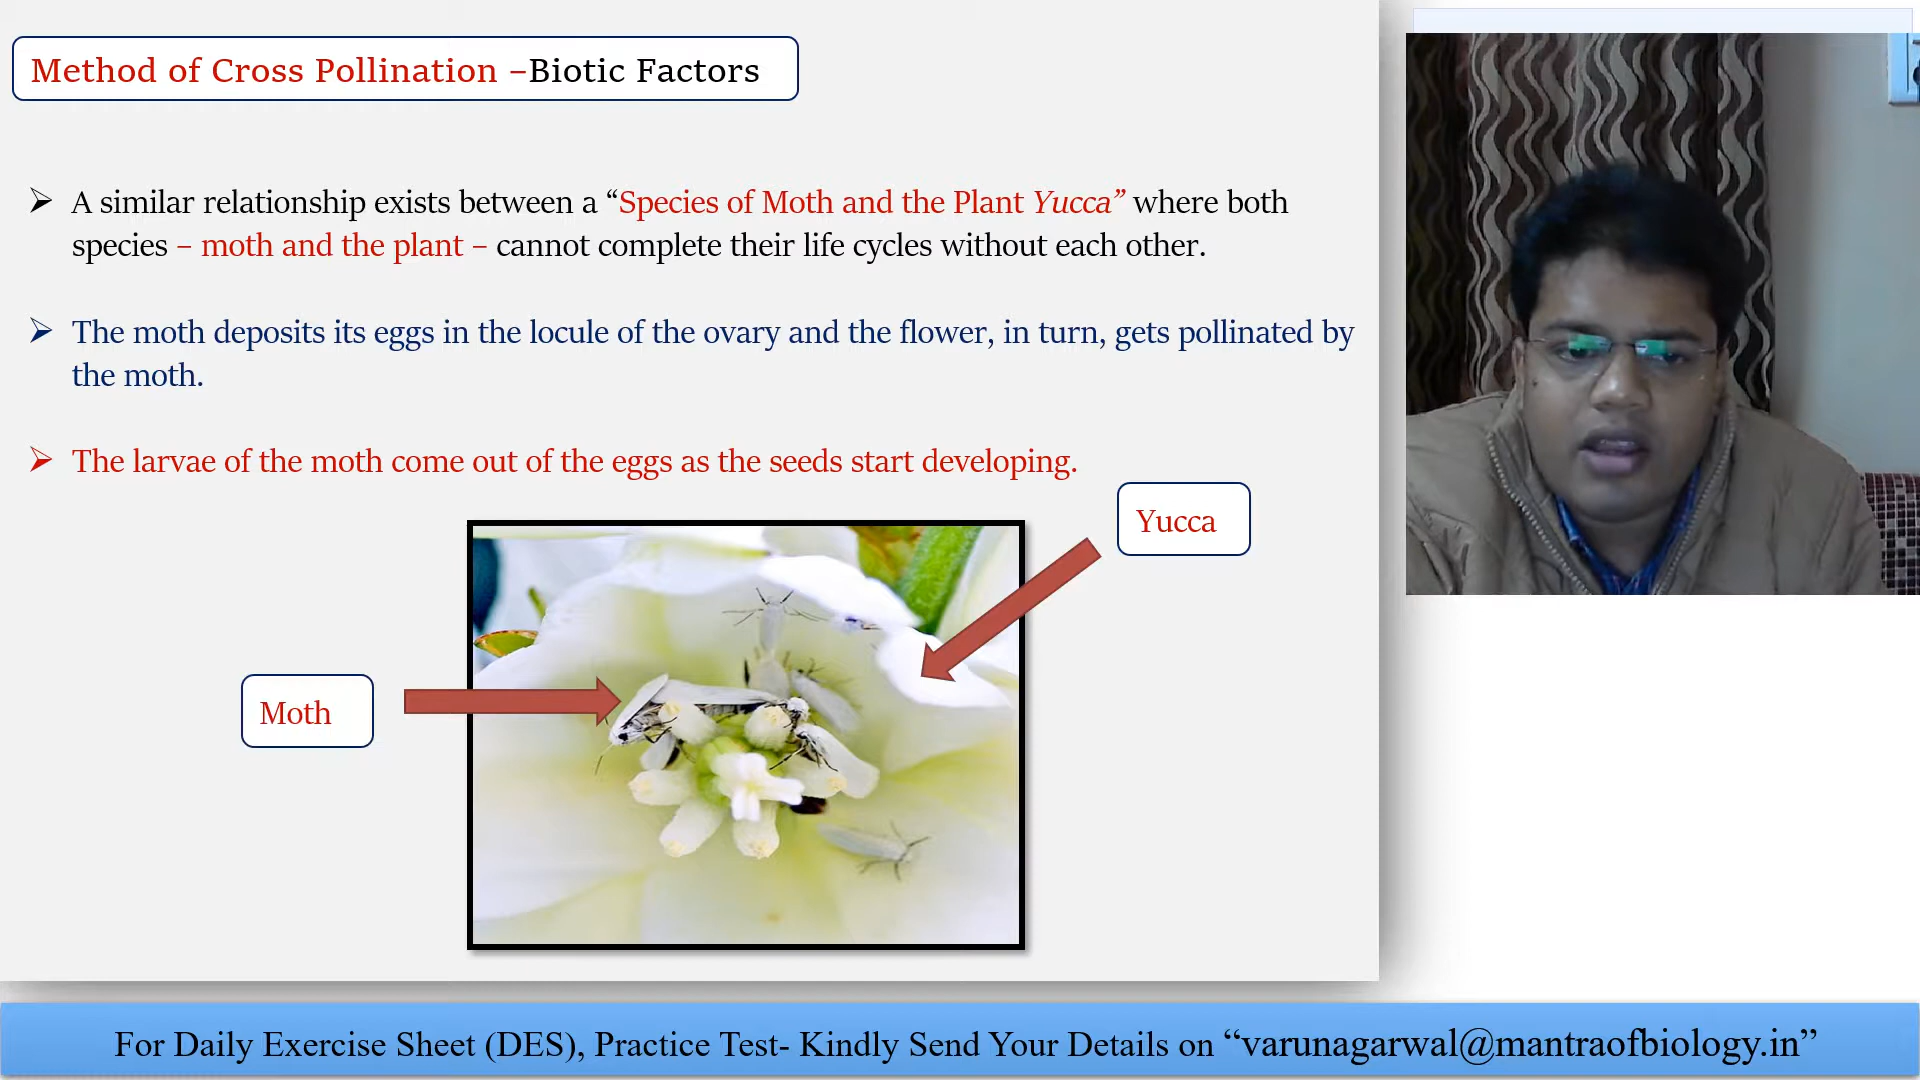 Method of Cross Pollination –Biotic Factors
A similar relationship exists between a “Species of Moth and the Plant Yucca” where both
species – moth and the plant – cannot complete their life cycles without each other.
The moth deposits its eggs in the locule of the ovary and the flower, in turn, gets pollinated by
the moth.
The larvae of the moth come out of the eggs as the seeds start developing.
Yucca
Moth
For Daily Exercise Sheet (DES), Practice Test- Kindly Send Your Details on “varunagarwal@mantraofbiology.in”